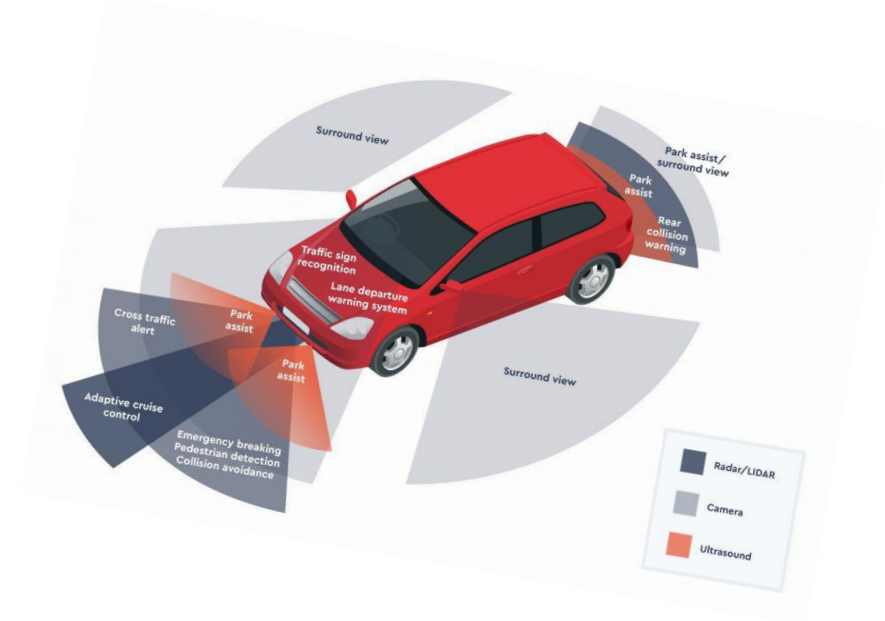 Surround view
Park assist/
surround view
Park
assist
Rear
collision
warning
Traffic sign
recognition
Lane departure
warning system
Cross traffic
alert
Park
assist
Park
assist
Adaptive cruise
control
Emergency breaking
Pedestrian detection
Collision avoidance
Surround view
Radar/LIDAR
Camera
Ultrasound